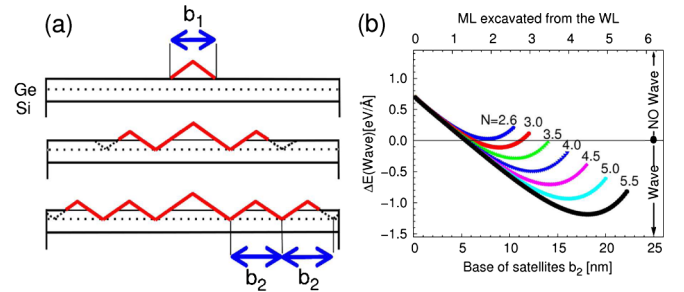 (a)
b1
Ge
Si
b2 b2
(b)
ML excavated from the WL
0 1 2 3 4 5 6
ΔE(Wave)[eV/Å]
1.0
0.5
0.0
−0.5
−1.0
−1.5
N=2.6
3.0
3.5
4.0
4.5
5.0
5.5
NO Wave
Wave
0 5 10 15 20 25
Base of satellites b2 [nm]